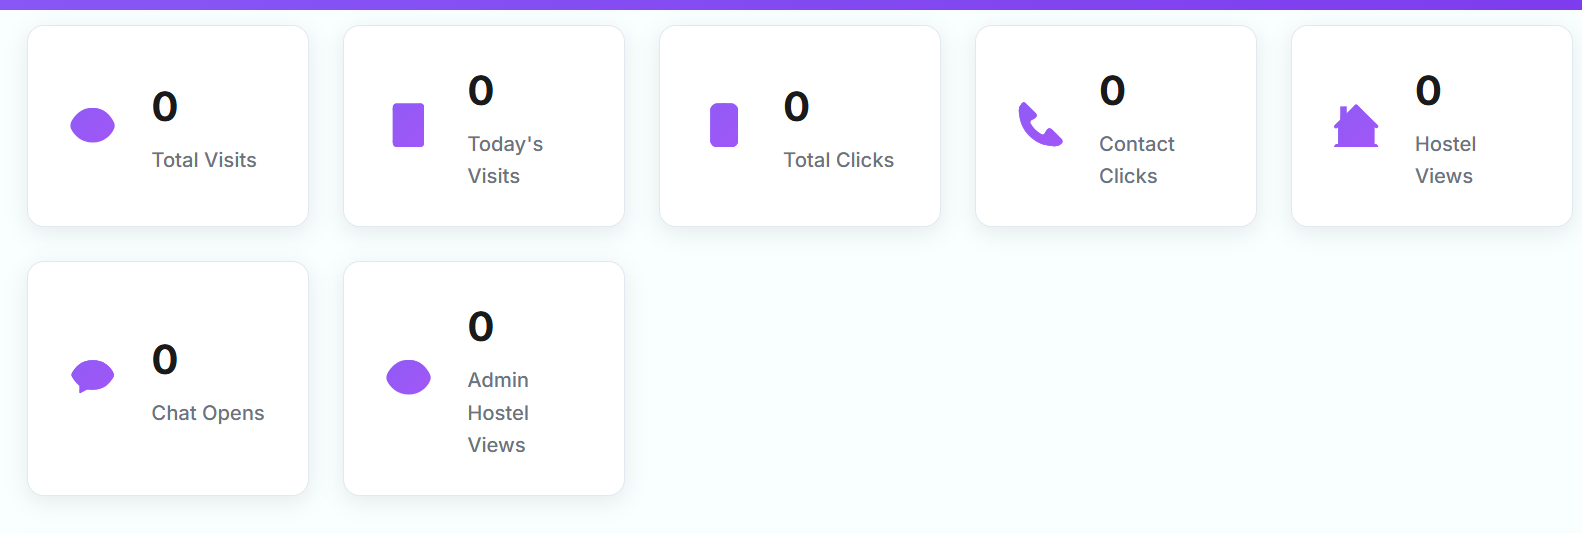 0
Total Visits
0
Today's
Visits
0
Total Clicks
0
Contact
Clicks
0
Hostel
Views
0
Chat Opens
0
Admin
Hostel
Views